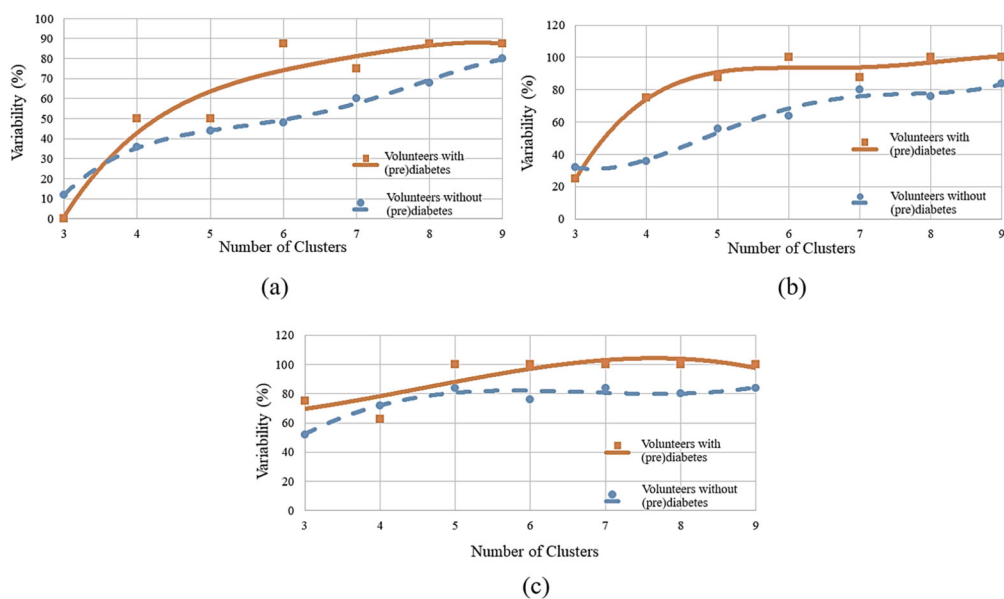 100
90
80
70
60
50
40
30
20
10
0
Variability (%)
3 4 5 6 7 8 9
Number of Clusters
Volunteers with
(pre)diabetes
Volunteers without
(pre)diabetes
(a)
120
100
80
60
40
20
0
Variability (%)
3 4 5 6 7 8 9
Number of Clusters
Volunteers with
(pre)diabetes
Volunteers without
(pre)diabetes
(b)
120
100
80
60
40
20
0
Variability (%)
3 4 5 6 7 8 9
Number of Clusters
Volunteers with
(pre)diabetes
Volunteers without
(pre)diabetes
(c)